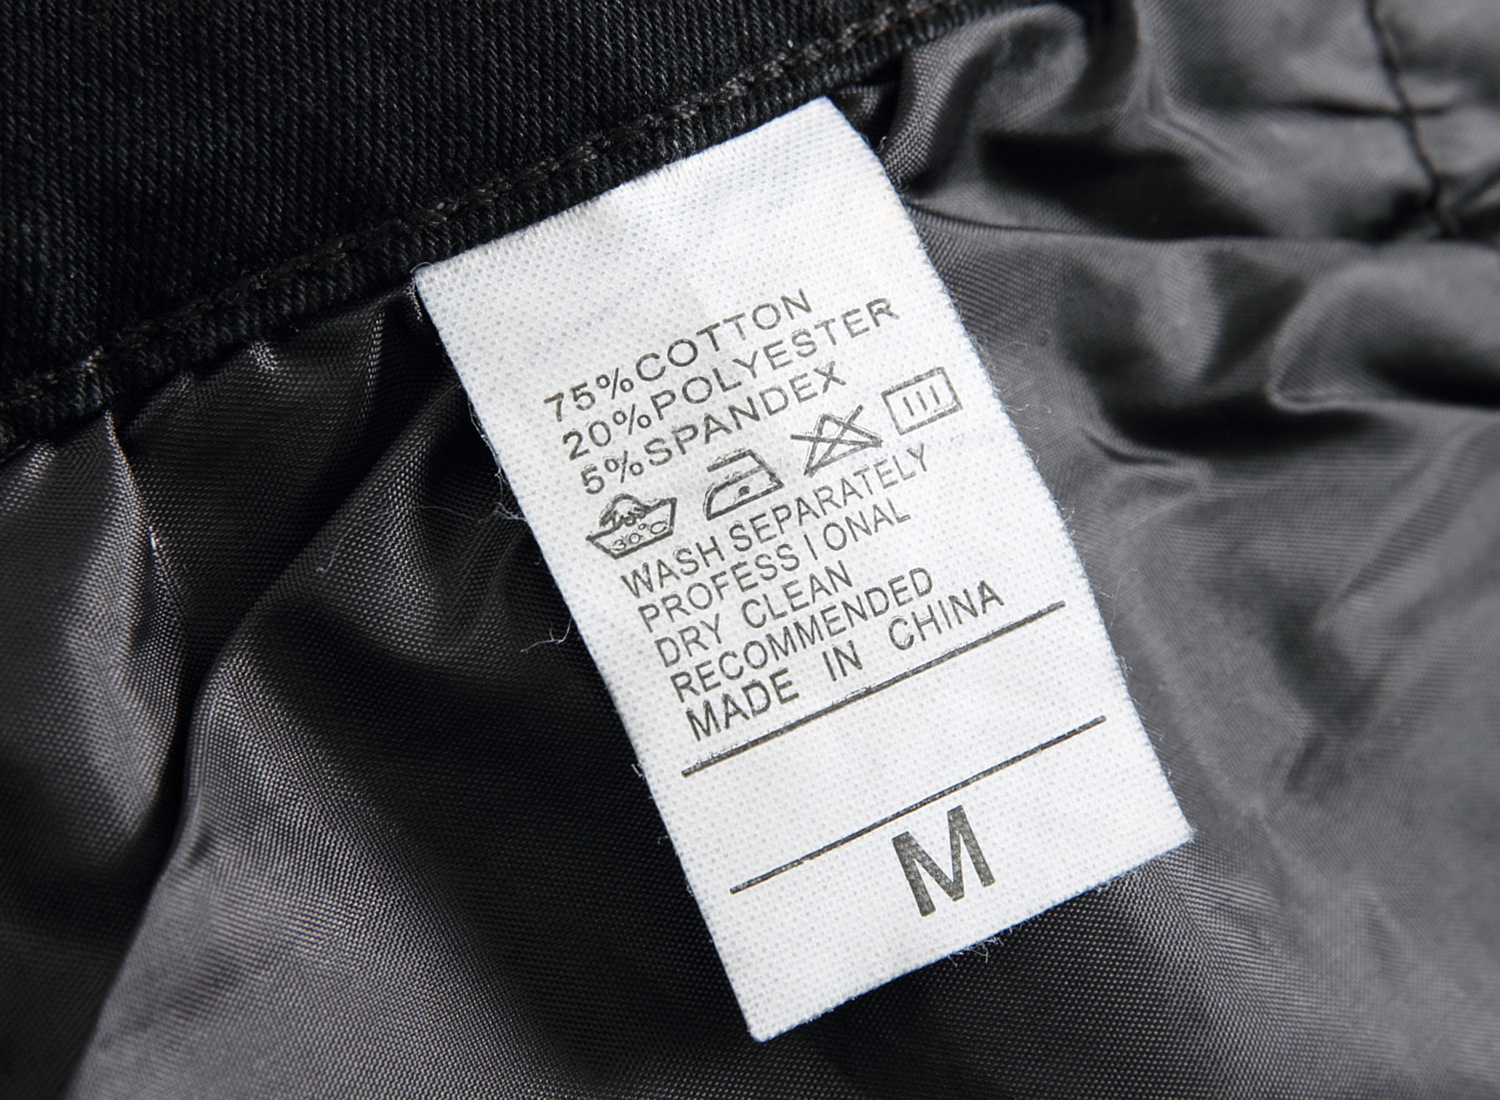 75%COTTON
20%POLYESTER
5%SPANDEX
30°C
WASH SEPARATELY
PROFESSIONAL
DRY CLEAN
RECOMMENDED
MADE IN CHINA
M